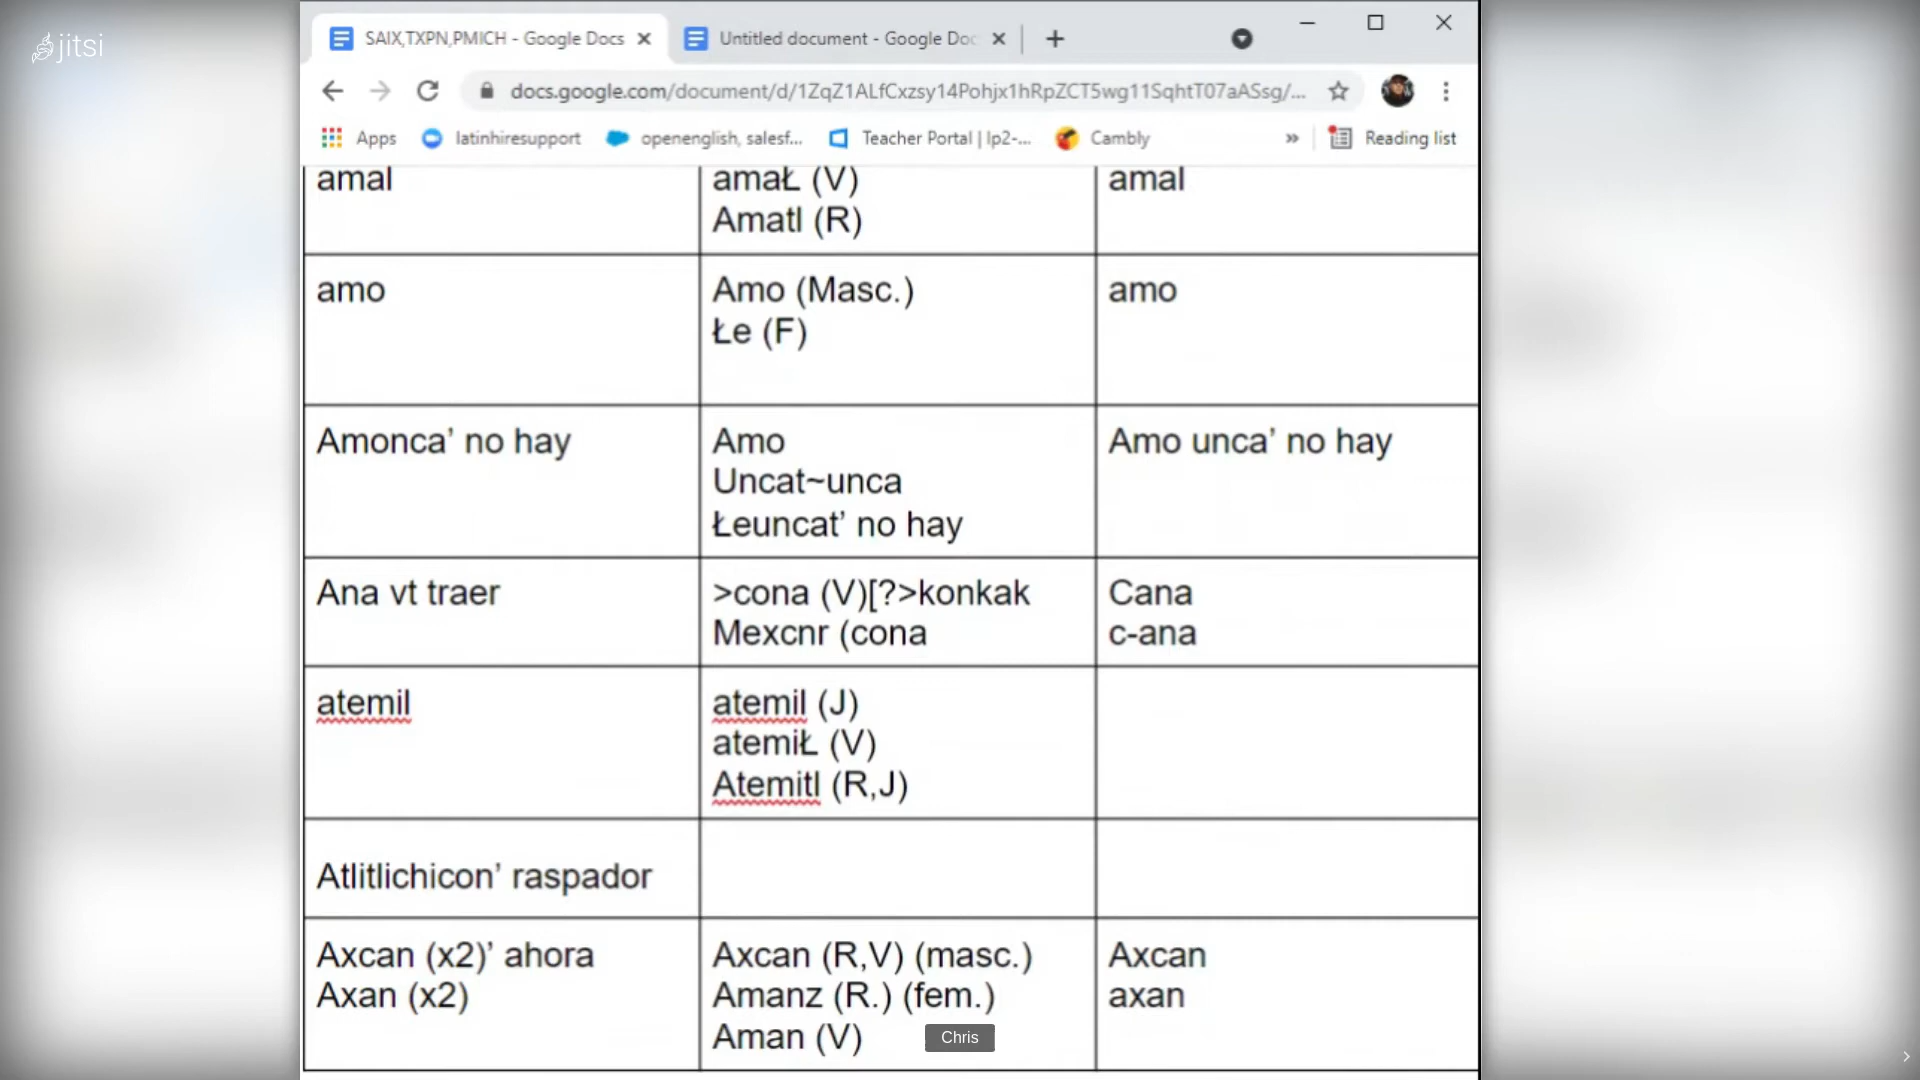 jitsi
SAIX,TXPN,PMICH - Google Docs
Untitled document - Google Doc
docs.google.com/document/d/1ZqZ1ALfCxzsy14Pohjx1hRpZCT5wg11SqhtT07aASsg/...
Apps
latinhiresupport
openenglish, salesf...
Teacher Portal | lp2-...
Cambly
»
Reading list
amal
amaŁ (V)
Amatl (R)
amal
amo
Amo (Masc.)
Łe (F)
amo
Amonca’ no hay
Amo
Uncat~unca
Łeuncat’ no hay
Amo unca’ no hay
Ana vt traer
>cona (V)[?>konkak
Mexcnr (cona
Cana
c-ana
atemil
atemil (J)
atemiŁ (V)
Atemitl (R,J)
Atlitlichicon’ raspador
Axcan (x2)’ ahora
Axan (x2)
Axcan (R,V) (masc.)
Amanz (R.) (fem.)
Aman (V)
Axcan
axan
Chris